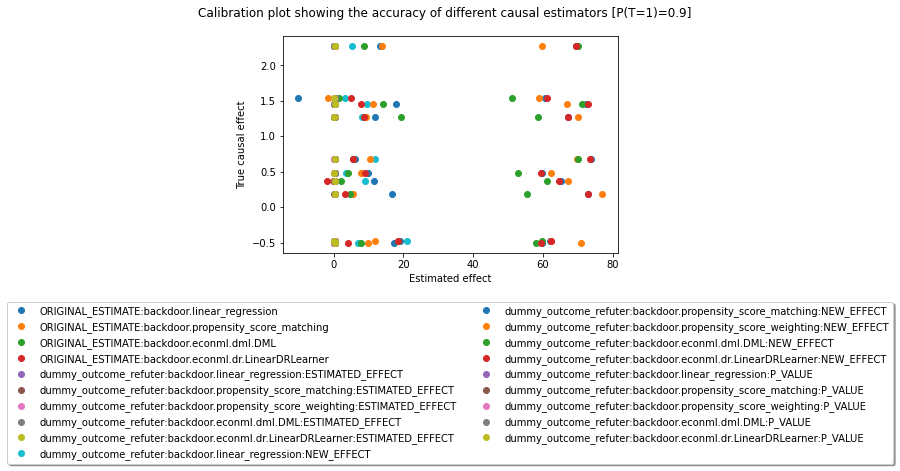 Calibration plot showing the accuracy of different causal estimators [P(T=1)=0.9]
2.0
1.5
1.0
0.5
0.0
−0.5
True causal effect
0 20 40 60 80
Estimated effect
ORIGINAL_ESTIMATE:backdoor.linear_regression
ORIGINAL_ESTIMATE:backdoor.propensity_score_matching
ORIGINAL_ESTIMATE:backdoor.econml.dml.DML
ORIGINAL_ESTIMATE:backdoor.econml.dr.LinearDRLearner
dummy_outcome_refuter:backdoor.linear_regression:ESTIMATED_EFFECT
dummy_outcome_refuter:backdoor.propensity_score_matching:ESTIMATED_EFFECT
dummy_outcome_refuter:backdoor.propensity_score_weighting:ESTIMATED_EFFECT
dummy_outcome_refuter:backdoor.econml.dml.DML:ESTIMATED_EFFECT
dummy_outcome_refuter:backdoor.econml.dr.LinearDRLearner:ESTIMATED_EFFECT
dummy_outcome_refuter:backdoor.linear_regression:NEW_EFFECT
dummy_outcome_refuter:backdoor.propensity_score_matching:NEW_EFFECT
dummy_outcome_refuter:backdoor.propensity_score_weighting:NEW_EFFECT
dummy_outcome_refuter:backdoor.econml.dml.DML:NEW_EFFECT
dummy_outcome_refuter:backdoor.econml.dr.LinearDRLearner:NEW_EFFECT
dummy_outcome_refuter:backdoor.linear_regression:P_VALUE
dummy_outcome_refuter:backdoor.propensity_score_matching:P_VALUE
dummy_outcome_refuter:backdoor.propensity_score_weighting:P_VALUE
dummy_outcome_refuter:backdoor.econml.dml.DML:P_VALUE
dummy_outcome_refuter:backdoor.econml.dr.LinearDRLearner:P_VALUE